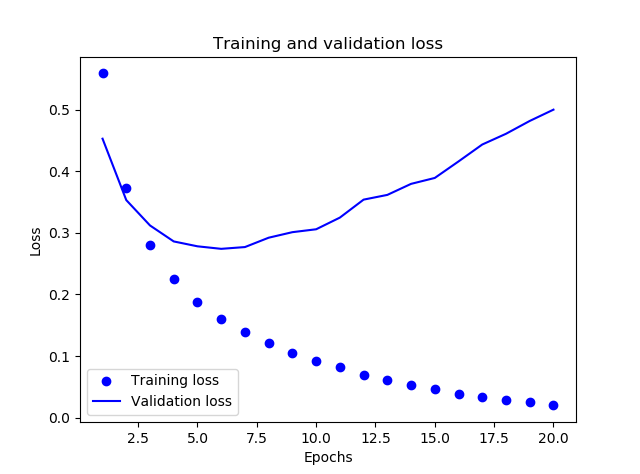 Training and validation loss
Loss
0.5
0.4
0.3
0.2
0.1
0.0
Training loss
Validation loss
2.5 5.0 7.5 10.0 12.5 15.0 17.5 20.0
Epochs